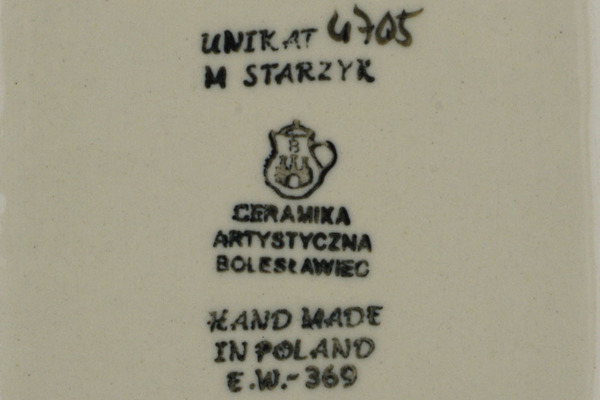 UNIKAT 4705
M STARZYK
B
CERAMIKA
ARTYSTYCZNA
BOLESŁAWIEC
HAND MADE
IN POLAND
E.W.-369